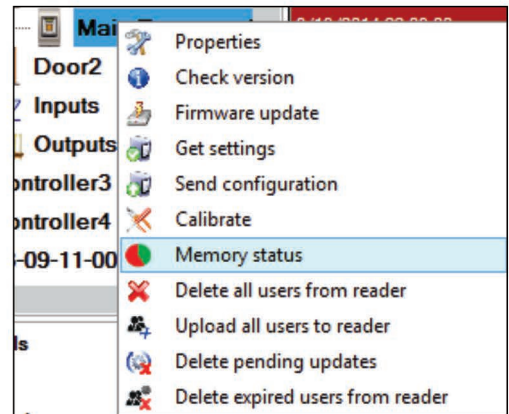 Properties
Door2
Check version
Inputs
Firmware update
Outputs
Get settings
Send configuration
Calibrate
Memory status
Delete all users from reader
Upload all users to reader
Delete pending updates
Delete expired users from reader